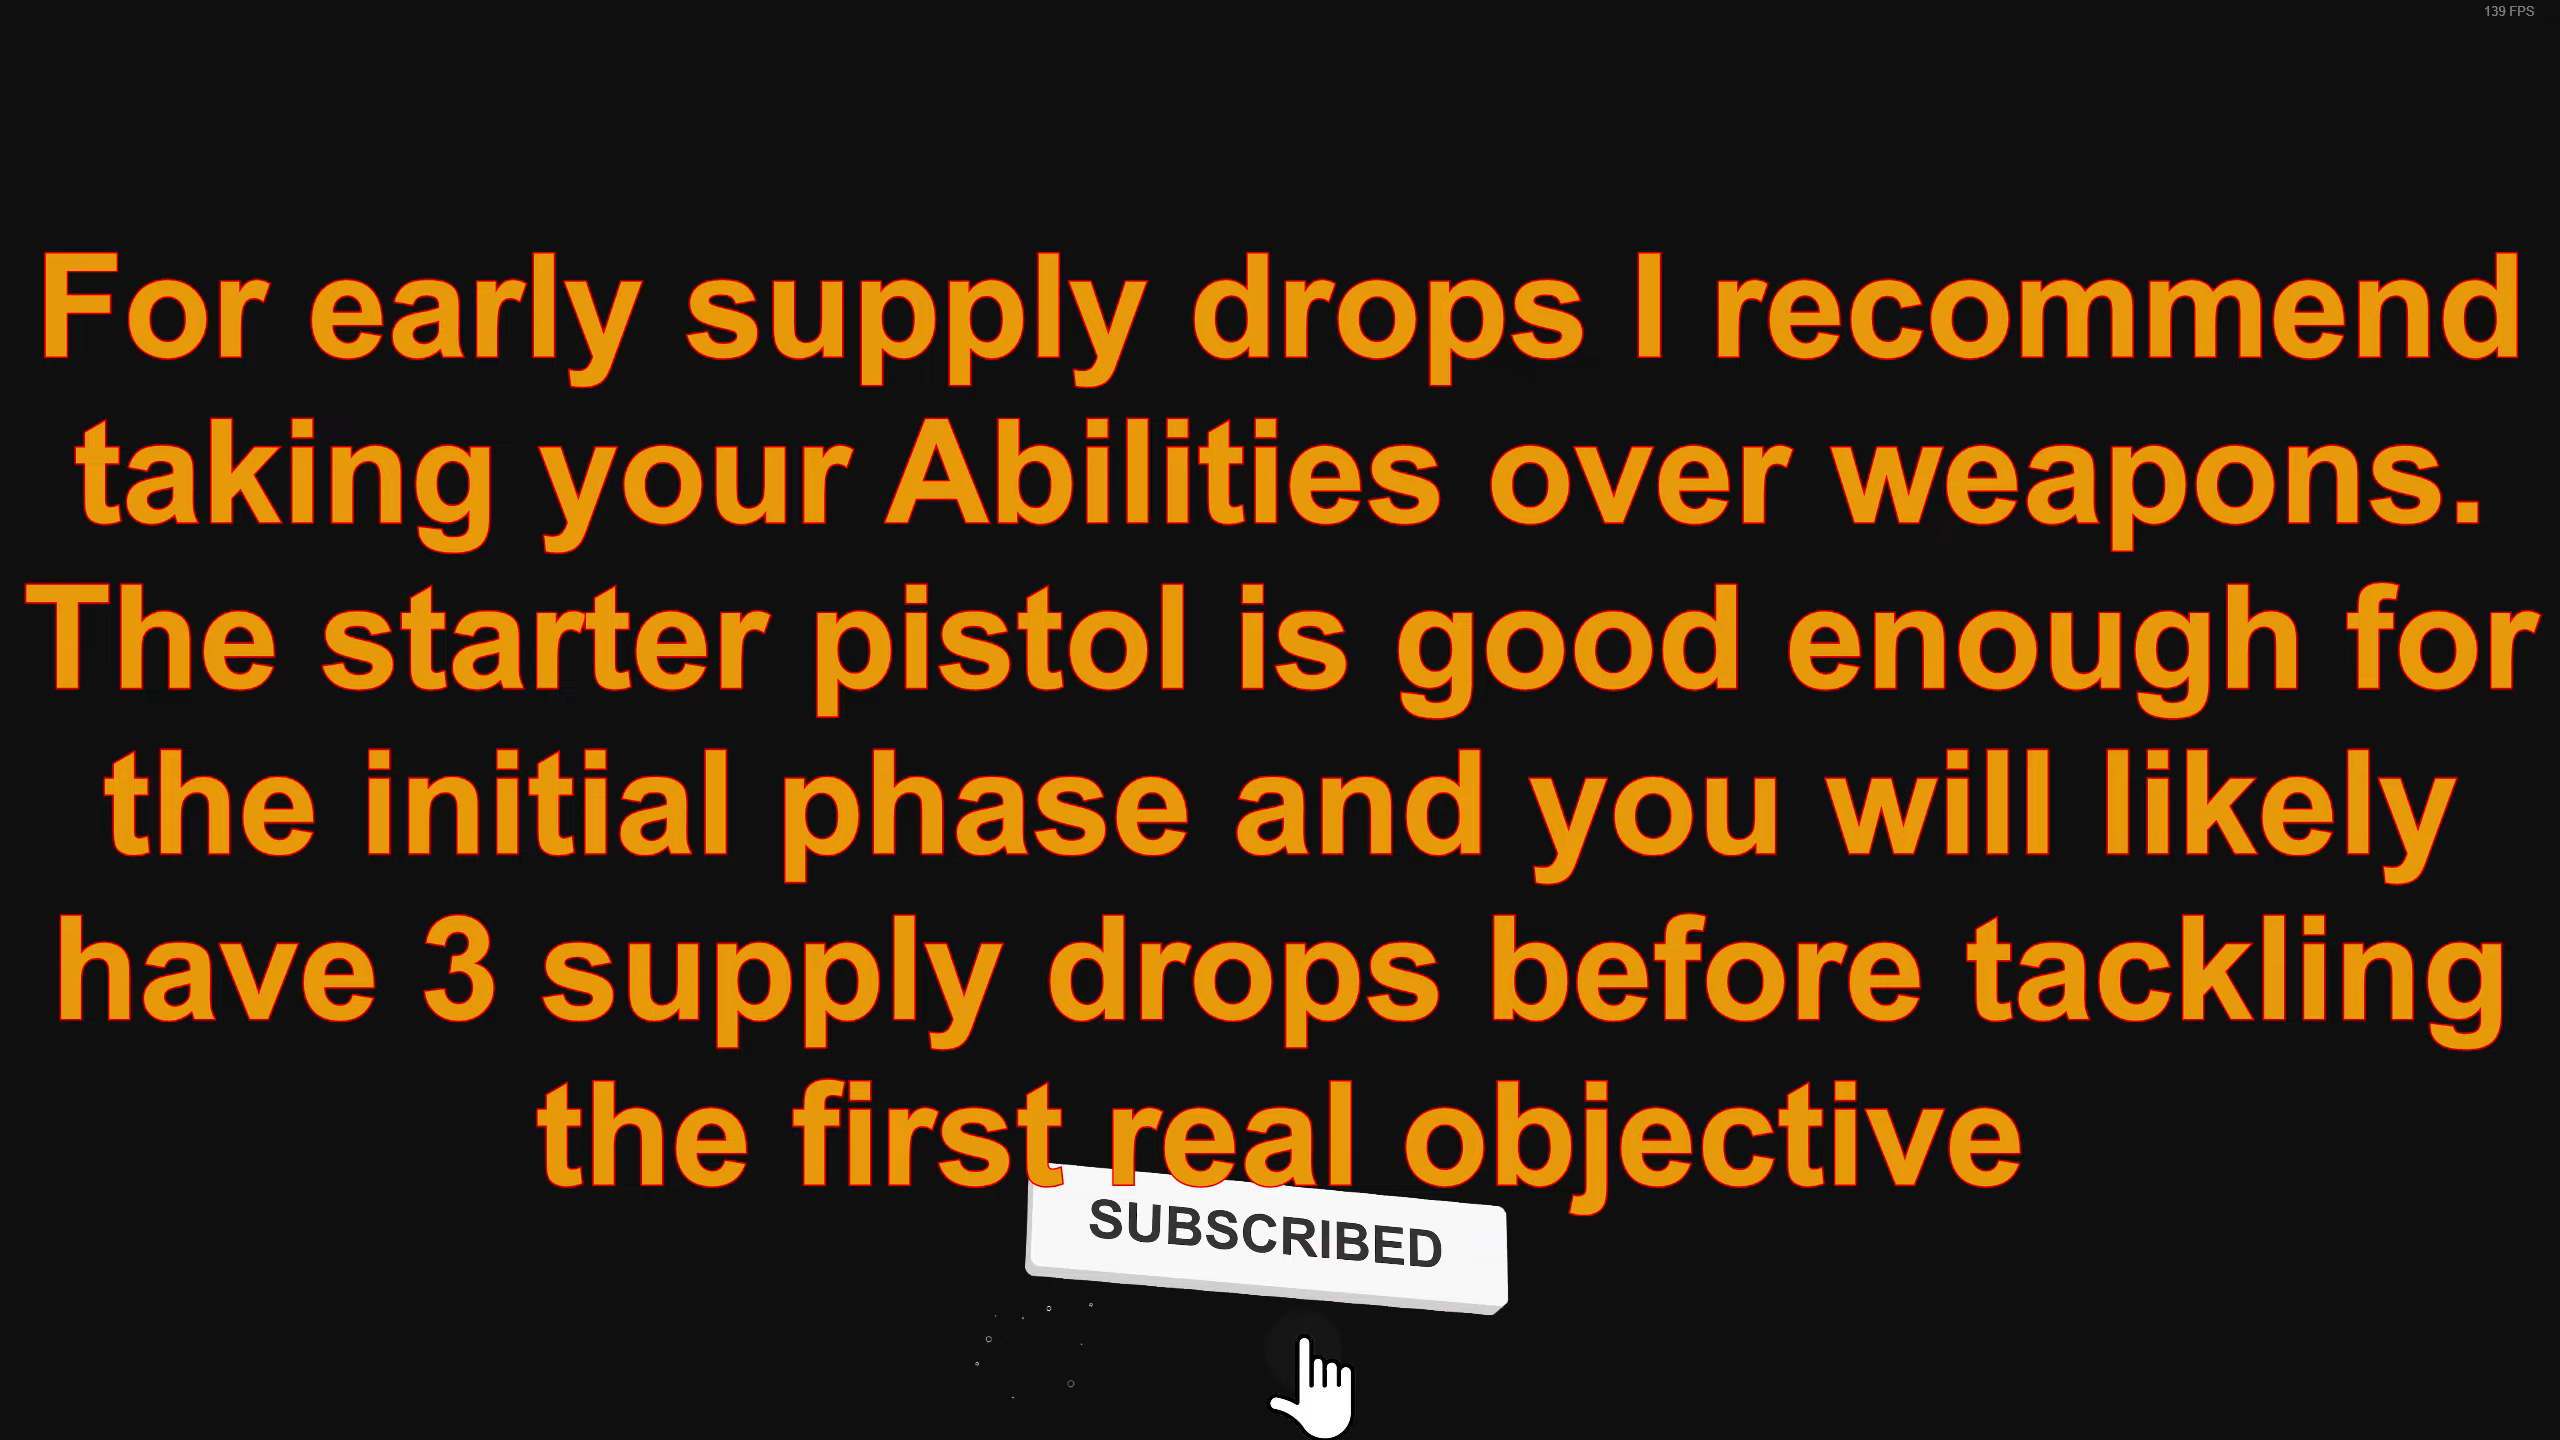 139 FPS
For early supply drops I recommend
taking your Abilities over weapons.
The starter pistol is good enough for
the initial phase and you will likely
have 3 supply drops before tackling
the first real objective
SUBSCRIBED